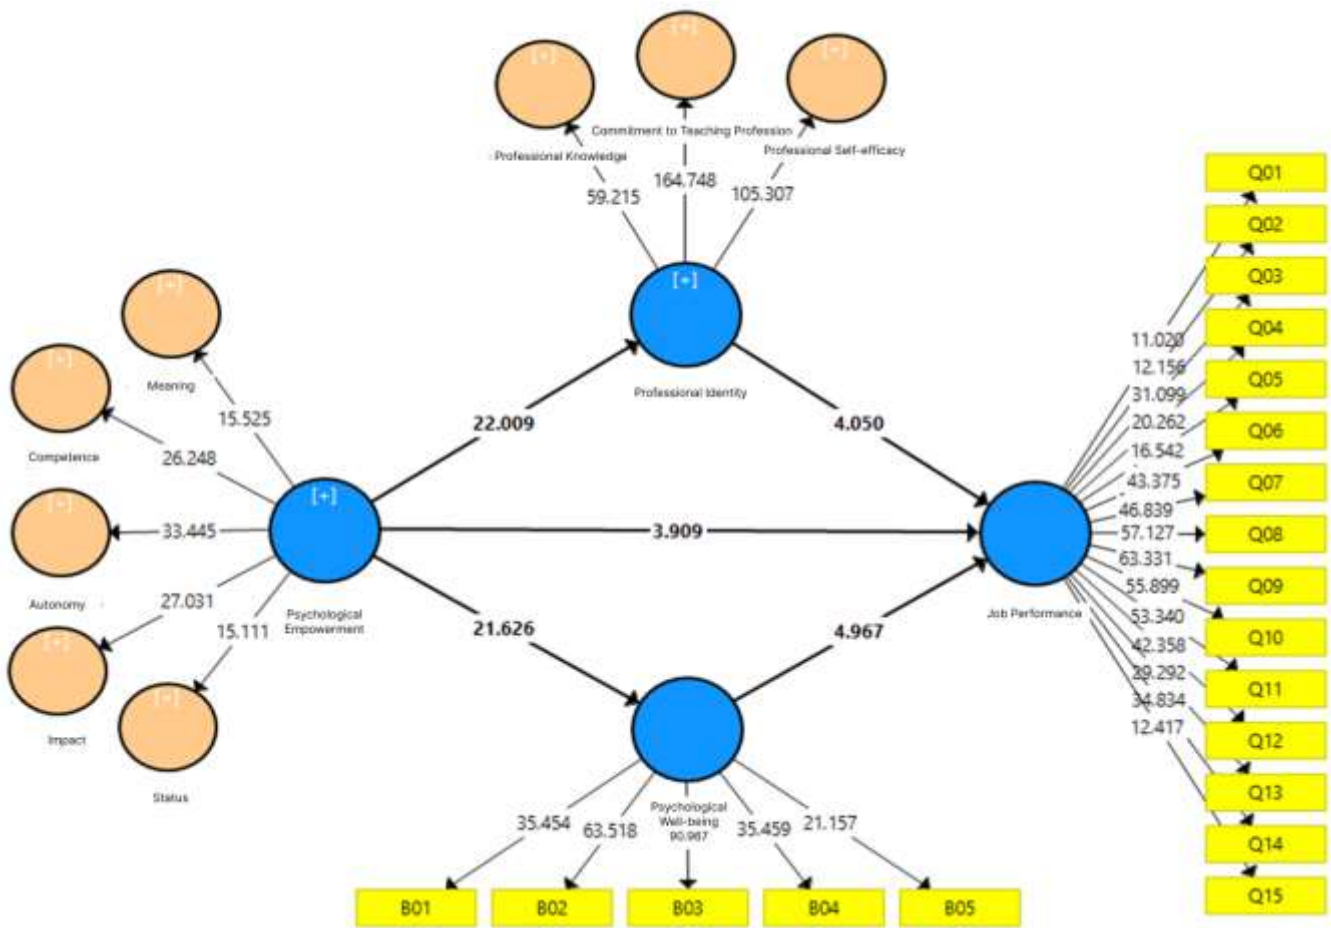 [+]
[+]
[+]
Commitment to Teaching Profession
Professional Knowledge
Professional Self-efficacy
59.215
164.748
105.307
[+]
Professional Identity
[+]
Meaning
15.525
[+]
Competence
26.248
[+]
Autonomy
33.445
[+]
Impact
27.031
[+]
Status
15.111
[+]
Psychological
Empowerment
22.009
3.909
21.626
4.050
4.967
Job Performance
Psychological
Well-being
90.967
35.454
63.518
35.459
21.157
B01
B02
B03
B04
B05
11.020
12.156
31.099
20.262
16.542
43.375
46.839
57.127
63.331
55.899
53.340
42.358
29.292
34.834
12.417
Q01
Q02
Q03
Q04
Q05
Q06
Q07
Q08
Q09
Q10
Q11
Q12
Q13
Q14
Q15